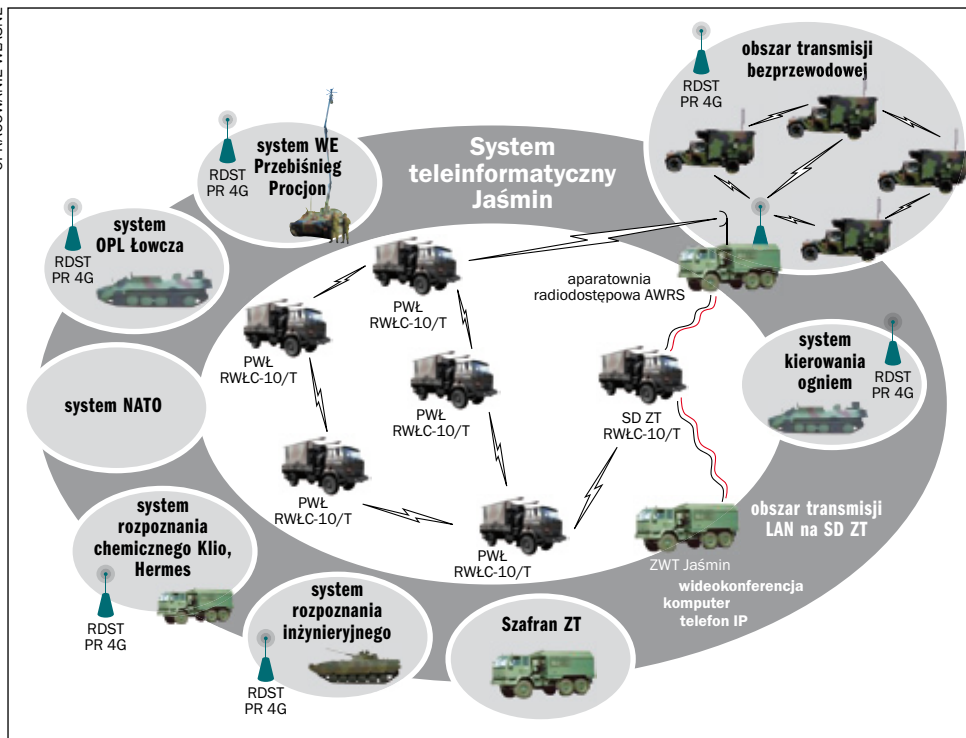 OPRACOWANIE WŁASNE
RDST
PR 4G
obszar transmisji
bezprzewodowej
RDST
PR 4G
system WE
Przebiśnieg
Procjon
System
teleinformatyczny
Jaśmin
RDST
PR 4G
system
OPL Łowcza
aparatownia
radiodostępowa AWRS
PWŁ
RWŁC-10/T
PWŁ
RWŁC-10/T
PWŁ
RWŁC-10/T
SD ZT
RWŁC-10/T
system
kierowania
ogniem
RDST
PR 4G
system NATO
PWŁ
RWŁC-10/T
PWŁ
RWŁC-10/T
obszar transmisji
LAN na SD ZT
ZWT Jaśmin
wideokonferencja
komputer
telefon IP
system
rozpoznania
chemicznego Klio,
Hermes
RDST
PR 4G
system
rozpoznania
inżynieryjnego
RDST
PR 4G
Szafran ZT